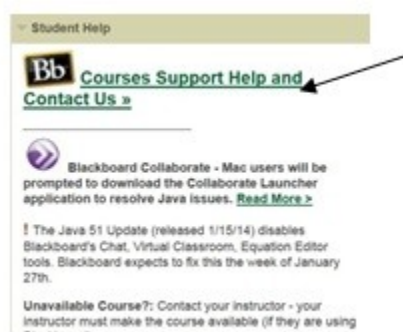 Student Help
Bb Courses Support Help and
Contact Us »
Blackboard Collaborate - Mac users will be
prompted to download the Collaborate Launcher
application to resolve Java issues. Read More >
! The Java 51 Update (released 1/15/14) disables
Blackboard's Chat, Virtual Classroom, Equation Editor
tools. Blackboard expects to fix this the week of January
27th.
Unavailable Course?: Contact your instructor - your
instructor must make the course available (if they are using